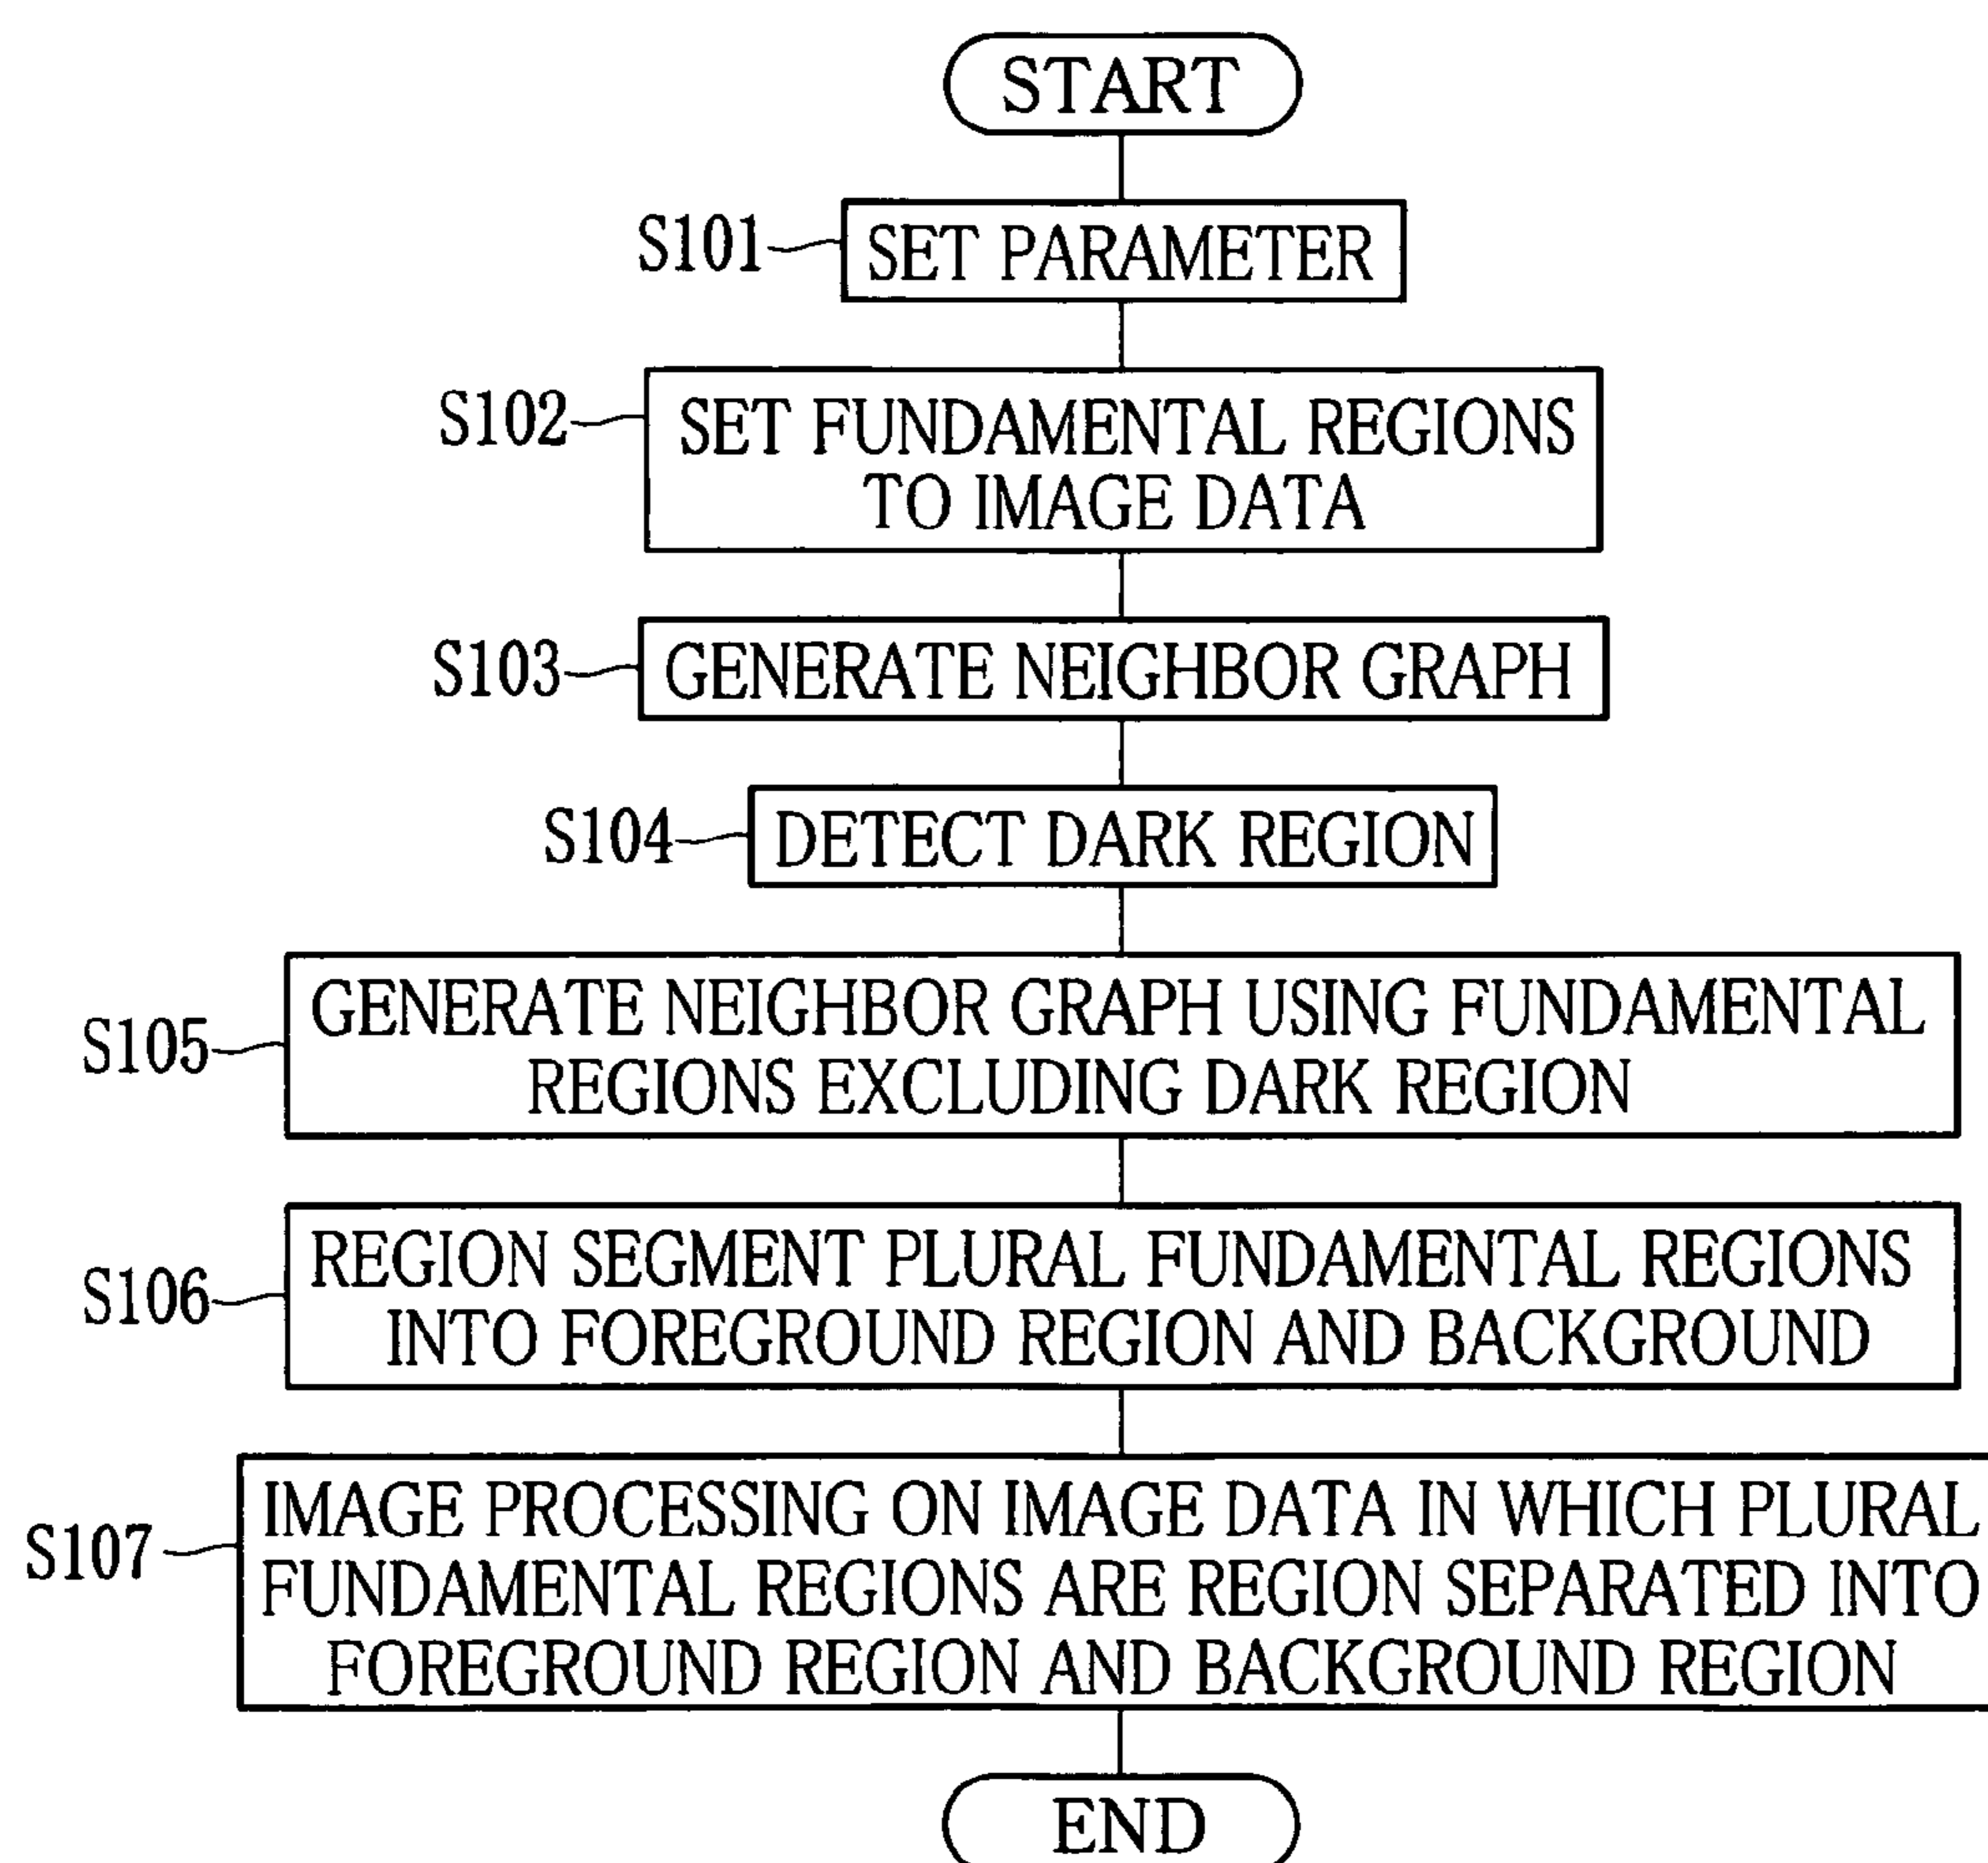 START
S101
SET PARAMETER
S102
SET FUNDAMENTAL REGIONS
TO IMAGE DATA
S103
GENERATE NEIGHBOR GRAPH
S104
DETECT DARK REGION
S105
GENERATE NEIGHBOR GRAPH USING FUNDAMENTAL
REGIONS EXCLUDING DARK REGION
S106
REGION SEGMENT PLURAL FUNDAMENTAL REGIONS
INTO FOREGROUND REGION AND BACKGROUND
S107
IMAGE PROCESSING ON IMAGE DATA IN WHICH PLURAL
FUNDAMENTAL REGIONS ARE REGION SEPARATED INTO
FOREGROUND REGION AND BACKGROUND REGION
END